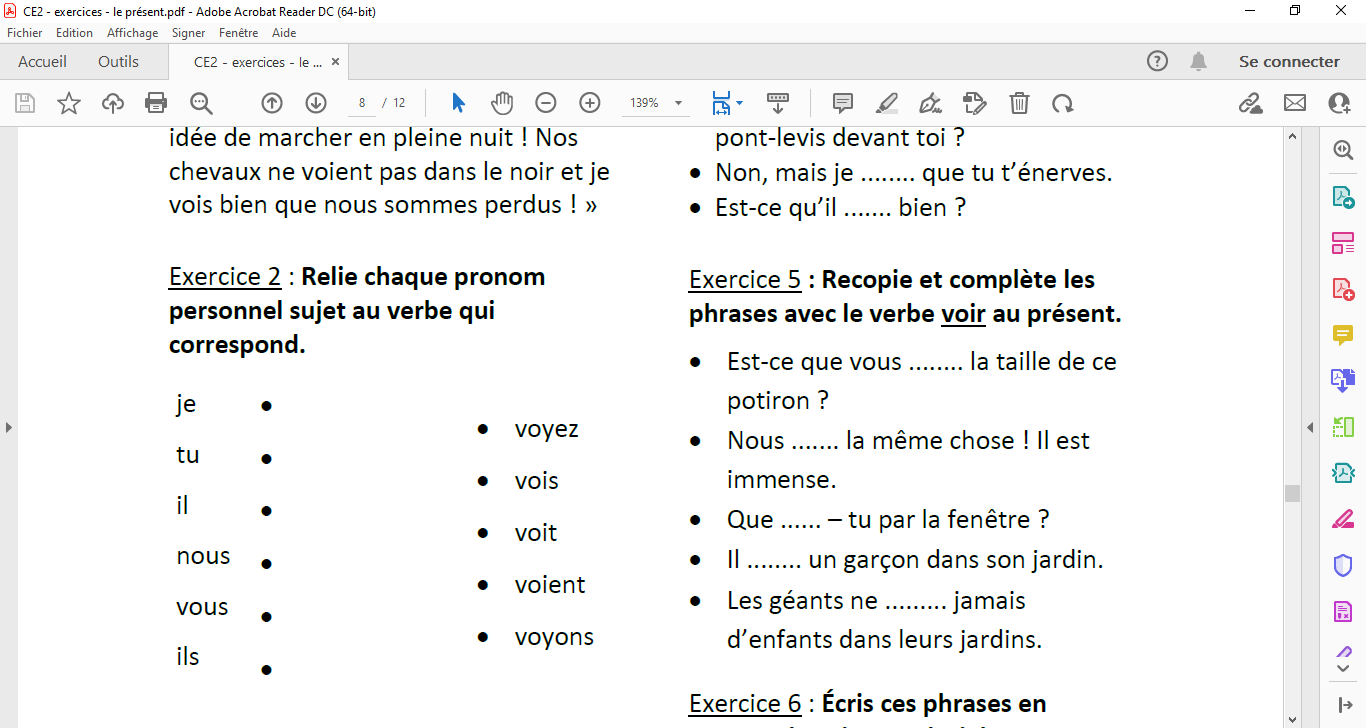 CE2 - exercices - le présent.pdf - Adobe Acrobat Reader DC (64-bit)
Fichier Edition Affichage Signer Fenêtre Aide
Accueil Outils CE2 - exercices - le ... × Se connecter
8 / 12 139%
idée de marcher en pleine nuit ! Nos
chevaux ne voient pas dans le noir et je
vois bien que nous sommes perdus ! »
Exercice 2 : Relie chaque pronom
personnel sujet au verbe qui
correspond.
je •
tu •
il •
nous •
vous •
ils •
• voyez
• vois
• voit
• voient
• voyons
pont-levis devant toi ?
• Non, mais je ........ que tu t’énerves.
• Est-ce qu’il ....... bien ?
Exercice 5 : Recopie et complète les
phrases avec le verbe voir au présent.
• Est-ce que vous ........ la taille de ce
potiron ?
• Nous ....... la même chose ! Il est
immense.
• Que ...... – tu par la fenêtre ?
• Il ........ un garçon dans son jardin.
• Les géants ne ......... jamais
d’enfants dans leurs jardins.
Exercice 6 : Écris ces phrases en